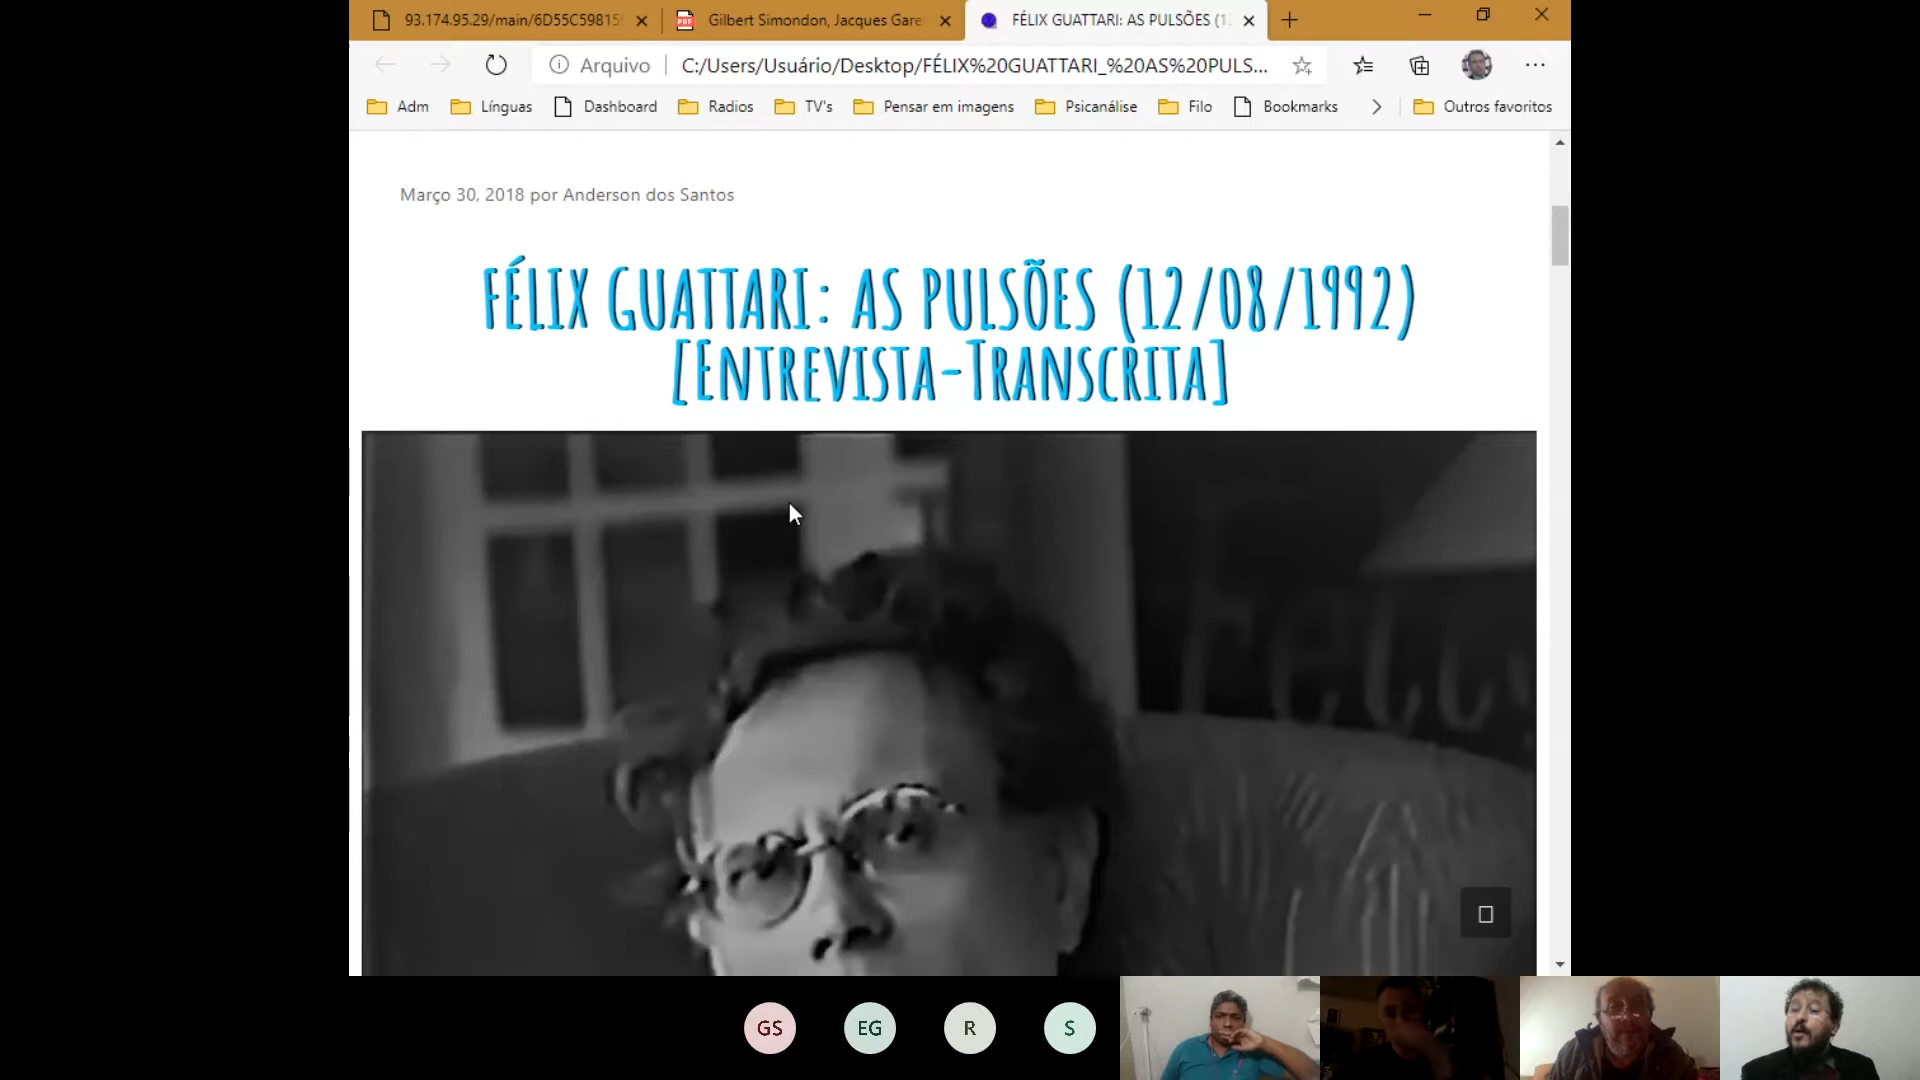 93.174.95.29/main/6D55C5981
Gilbert Simondon, Jacques Gare
FÉLIX GUATTARI: AS PULSÕES (1
Arquivo
C:/Users/Usuário/Desktop/FÉLIX%20GUATTARI_%20AS%20PULS...
Adm
Línguas
Dashboard
Radios
TV's
Pensar em imagens
Psicanálise
Filo
Bookmarks
Outros favoritos
Março 30, 2018 por Anderson dos Santos
FÉLIX GUATTARI: AS PULSÕES (12/08/1992)
[ENTREVISTA-TRANSCRITA]
GS
EG
R
S